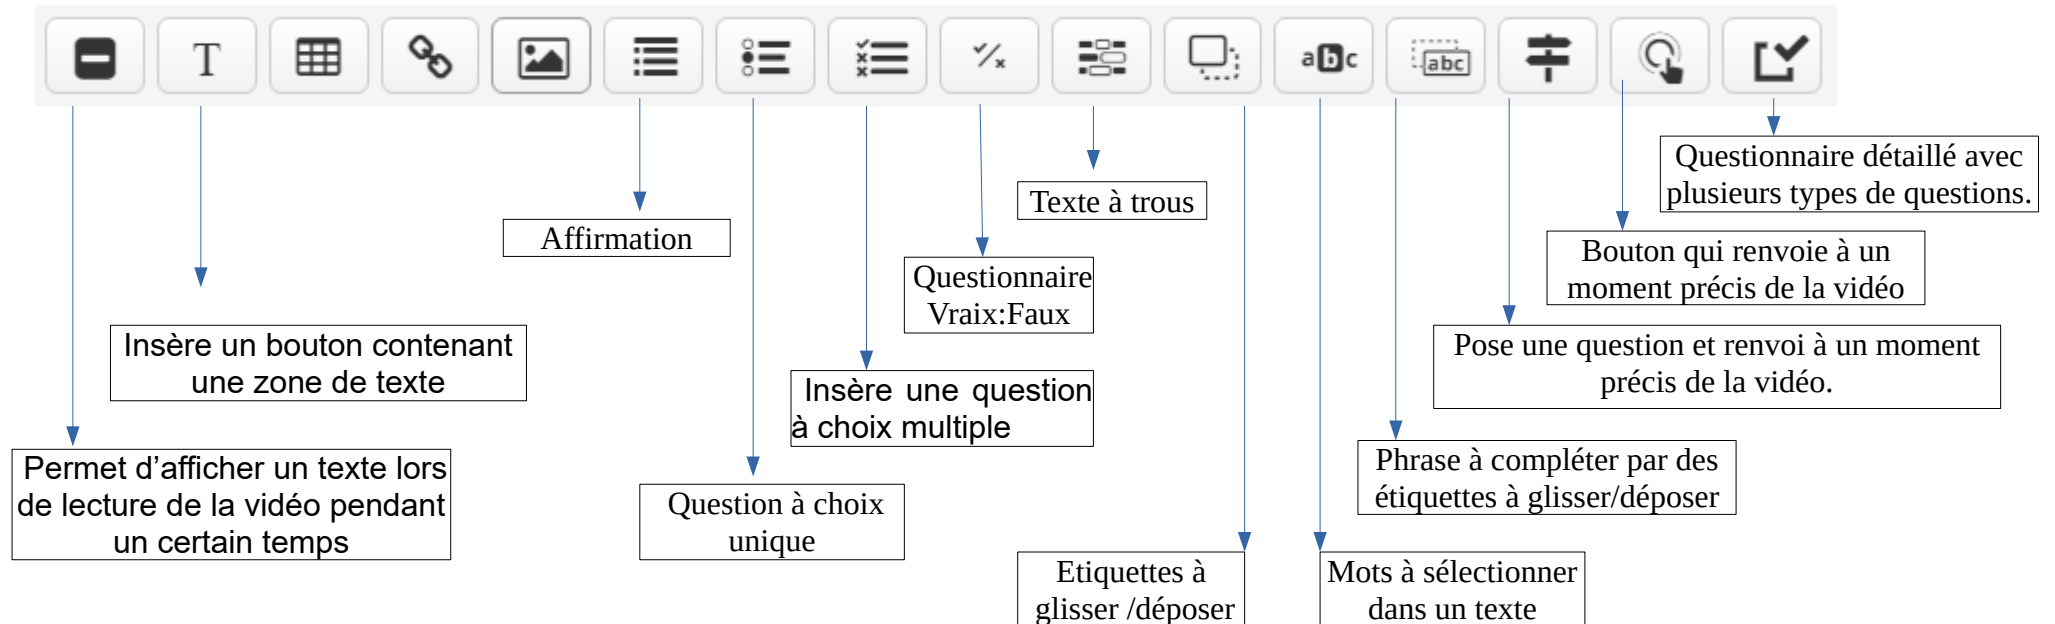 T
abc
abc
Questionnaire détaillé avec
plusieurs types de questions.
Texte à trous
Affirmation
Bouton qui renvoie à un
moment précis de la vidéo
Questionnaire
Vraix:Faux
Insère un bouton contenant
une zone de texte
Pose une question et renvoi à un moment
précis de la vidéo.
Insère une question
à choix multiple
Phrase à compléter par des
étiquettes à glisser/déposer
Permet d’afficher un texte lors
de lecture de la vidéo pendant
un certain temps
Question à choix
unique
Etiquettes à
glisser /déposer
Mots à sélectionner
dans un texte